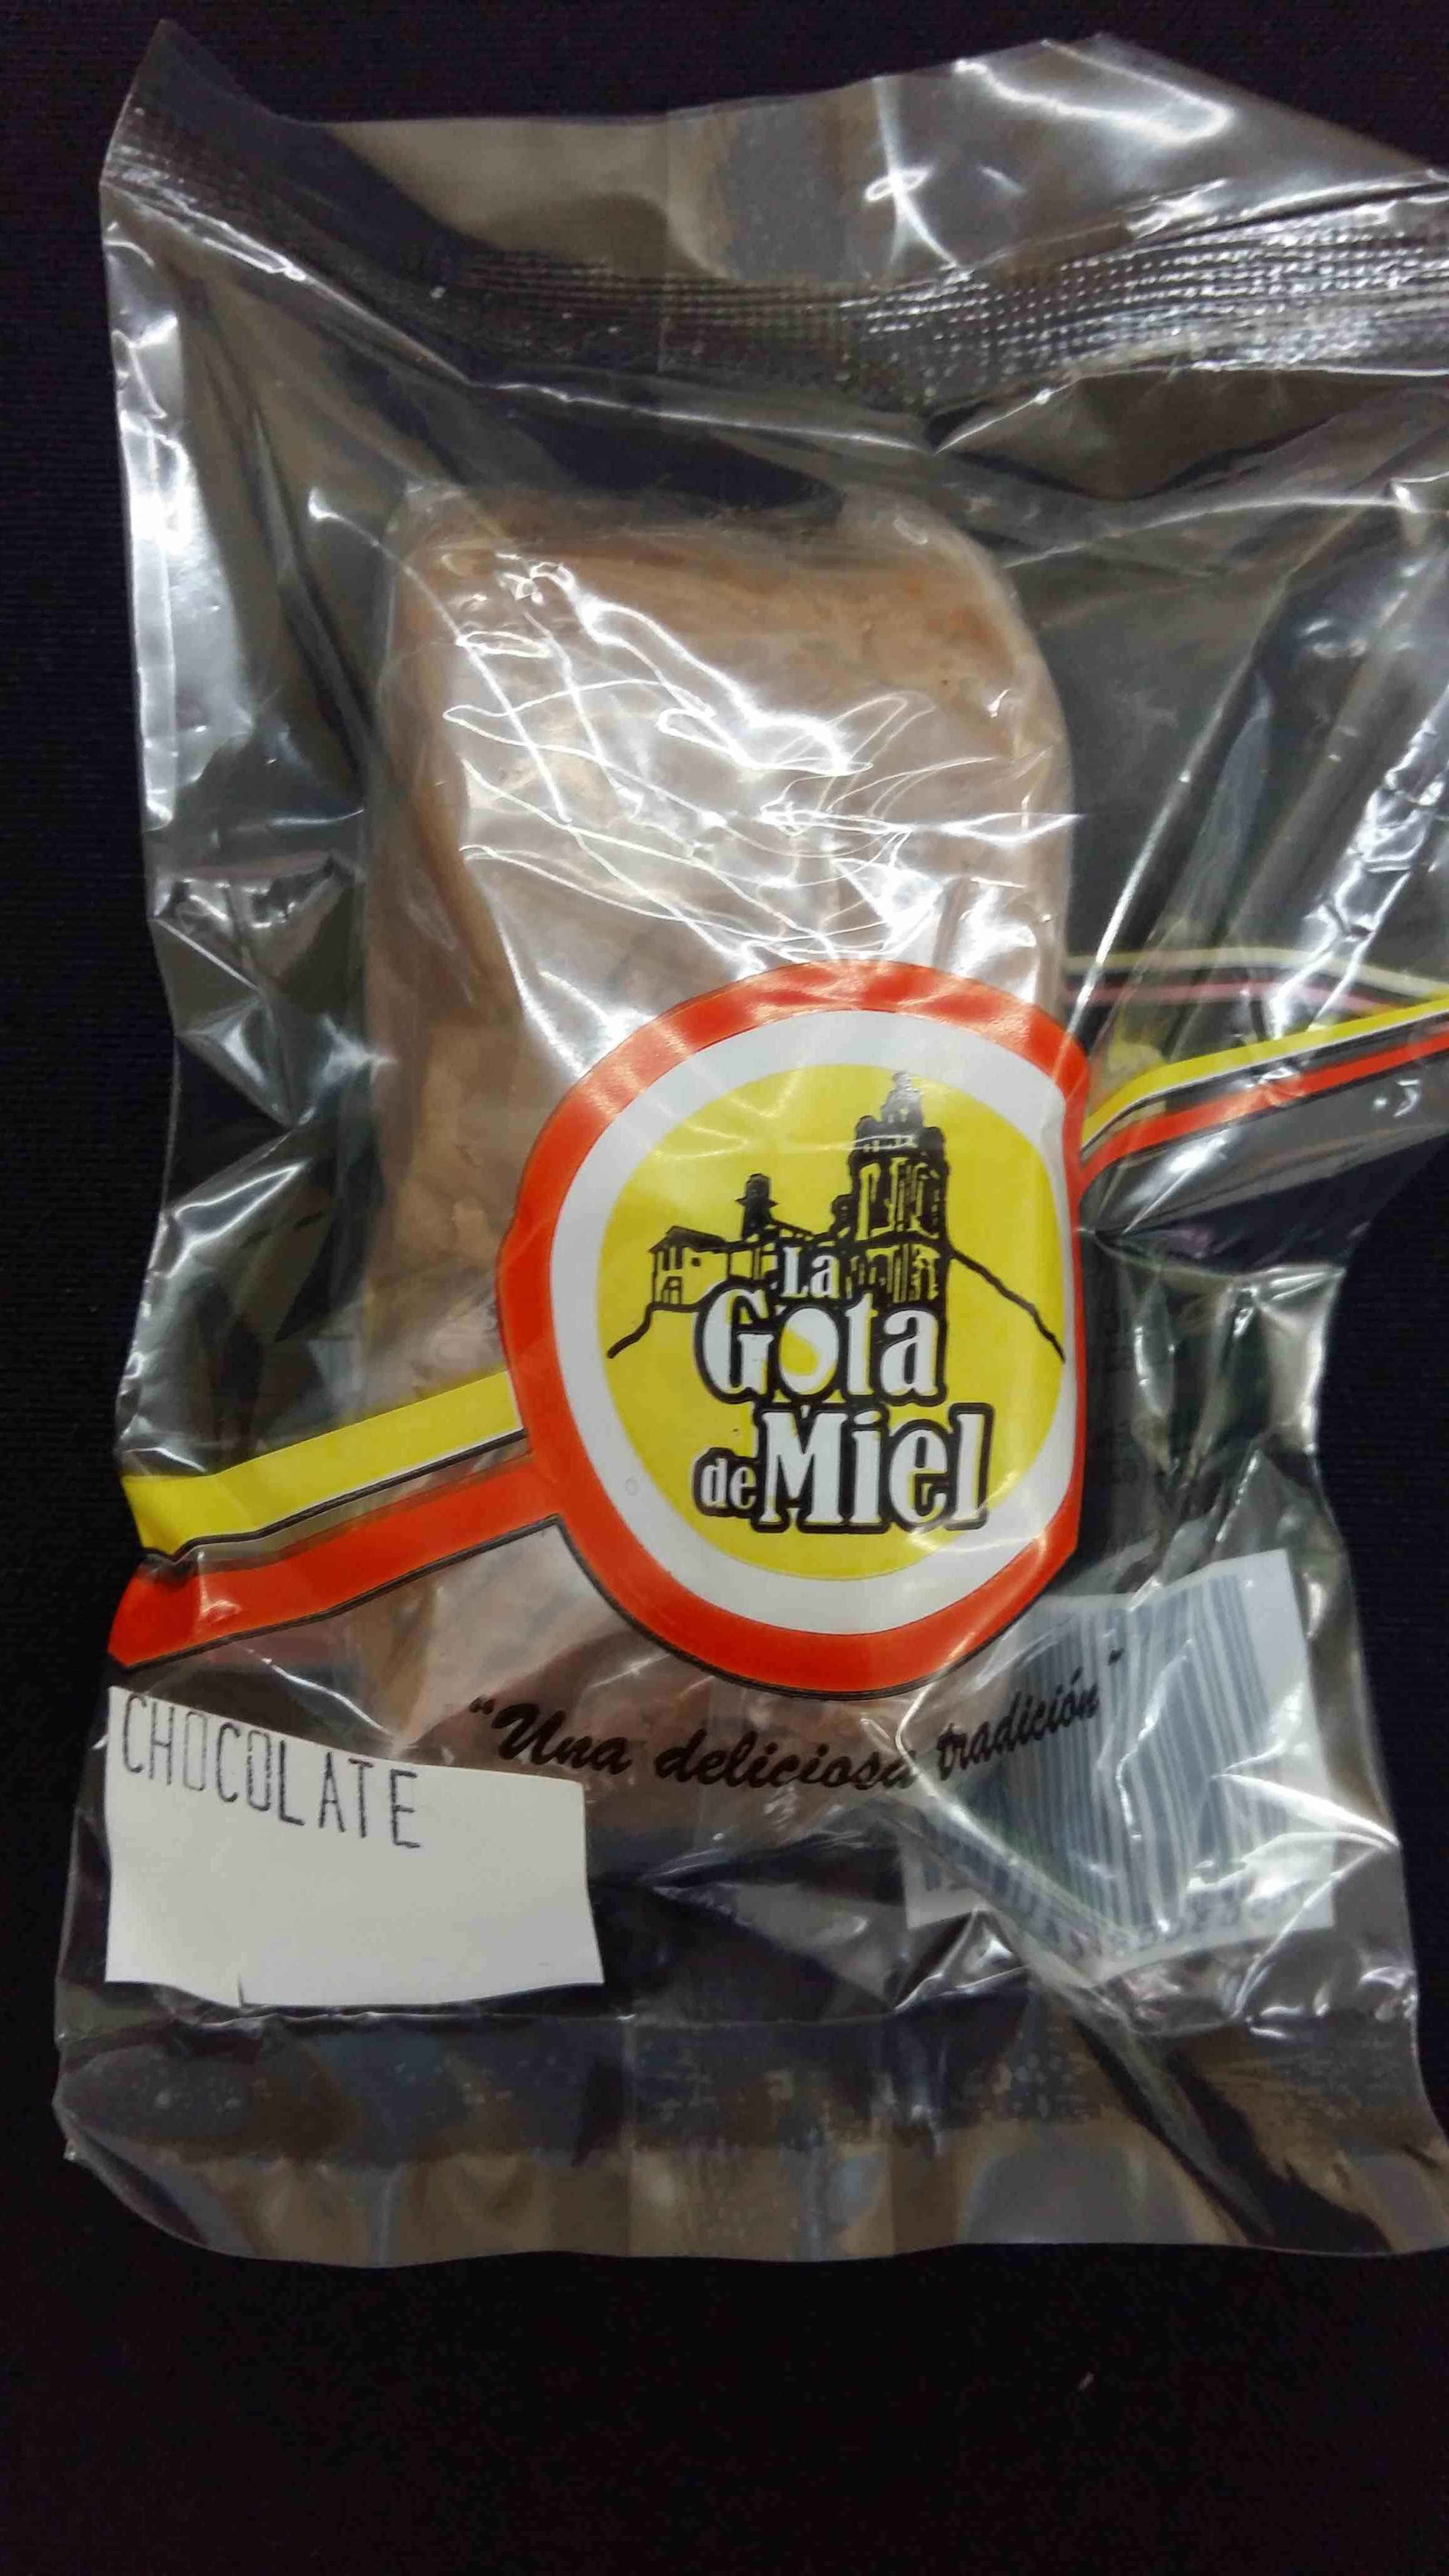 La
Gota
de Miel
"Una deliciosa tradición"
CHOCOLATE